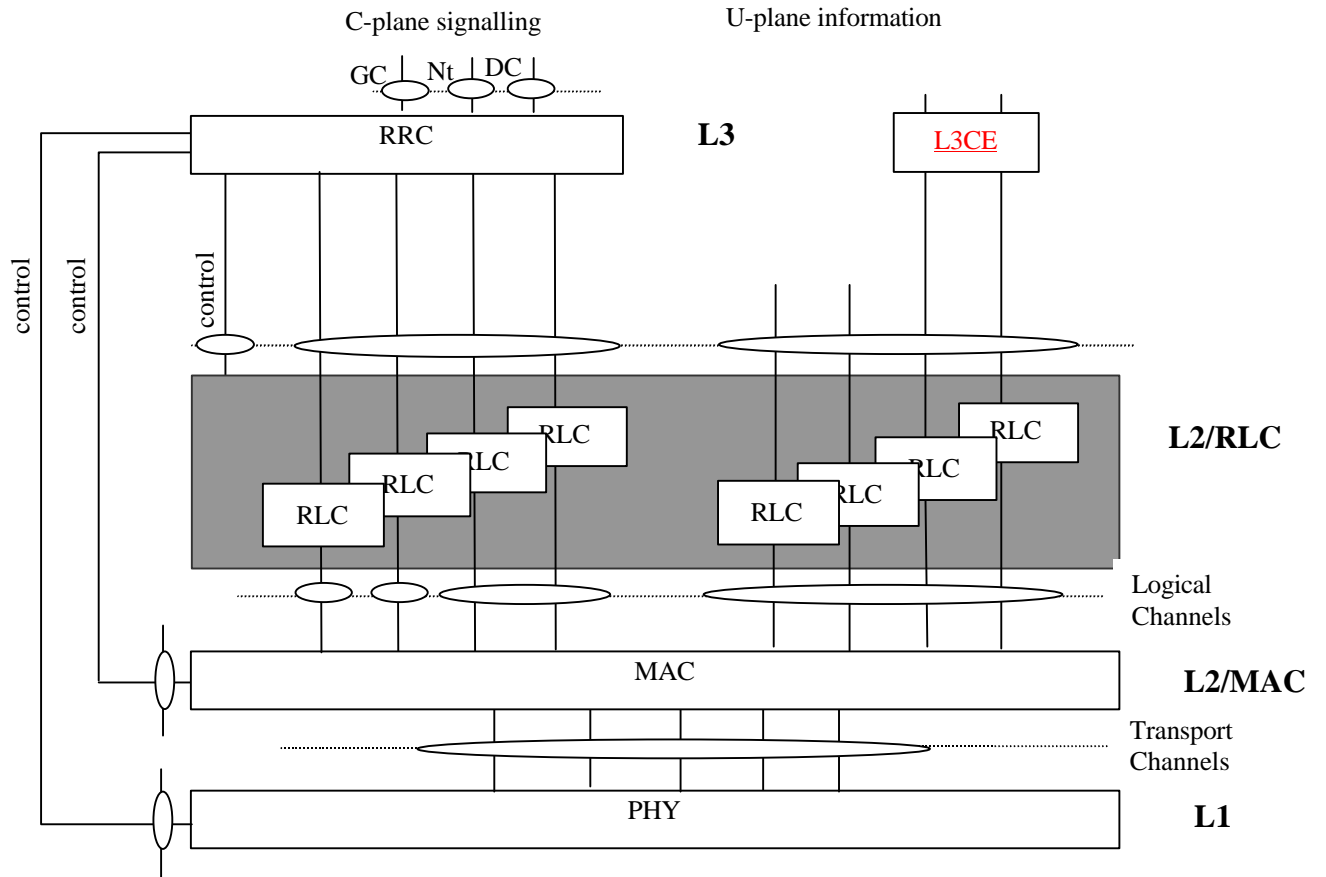 C-plane signalling
U-plane information
GC
Nt
DC
RRC
L3
L3CE
control
control
control
RLC
RLC
RLC
RLC
RLC
RLC
RLC
RLC
L2/RLC
Logical
Channels
MAC
L2/MAC
Transport
Channels
PHY
L1